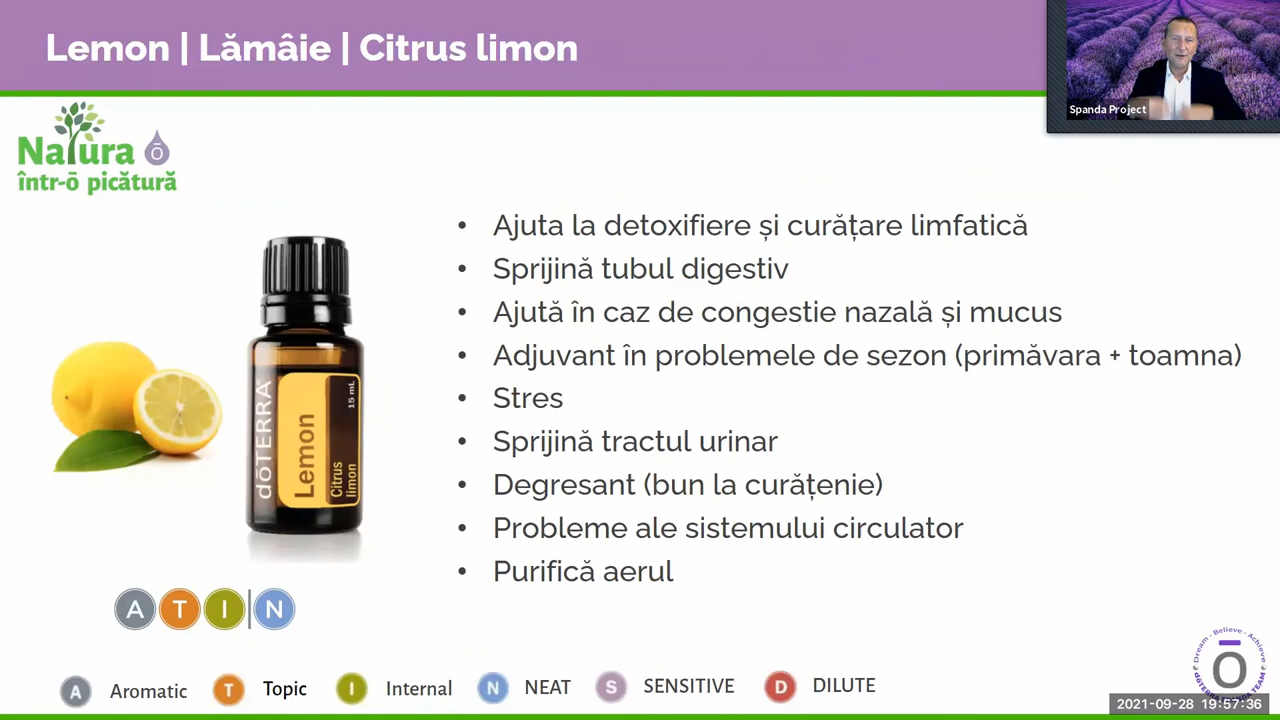 Lemon | Lămâie | Citrus limon
Spanda Project
Natura ō
într-ō picătură
• Ajuta la detoxifiere și curățare limfatică
• Sprijină tubul digestiv
• Ajută în caz de congestie nazală și mucus
• Adjuvant în problemele de sezon (primăvara + toamna)
• Stres
• Sprijină tractul urinar
• Degresant (bun la curățenie)
• Probleme ale sistemului circulator
• Purifică aerul
dōTERRA
Lemon
Citrus
limon
15 mL
A T I | N
A Aromatic T Topic I Internal N NEAT S SENSITIVE D DILUTE
Dream - Believe - Achieve
ō
dōTERRA TEAM
2021-09-28 19:57:36